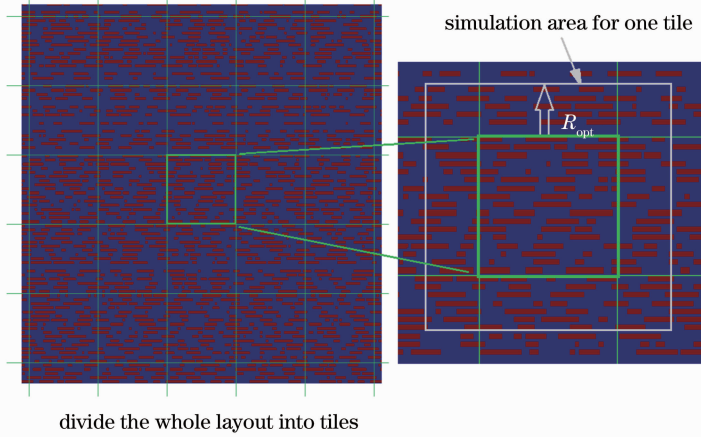 simulation area for one tile
R_opt
divide the whole layout into tiles